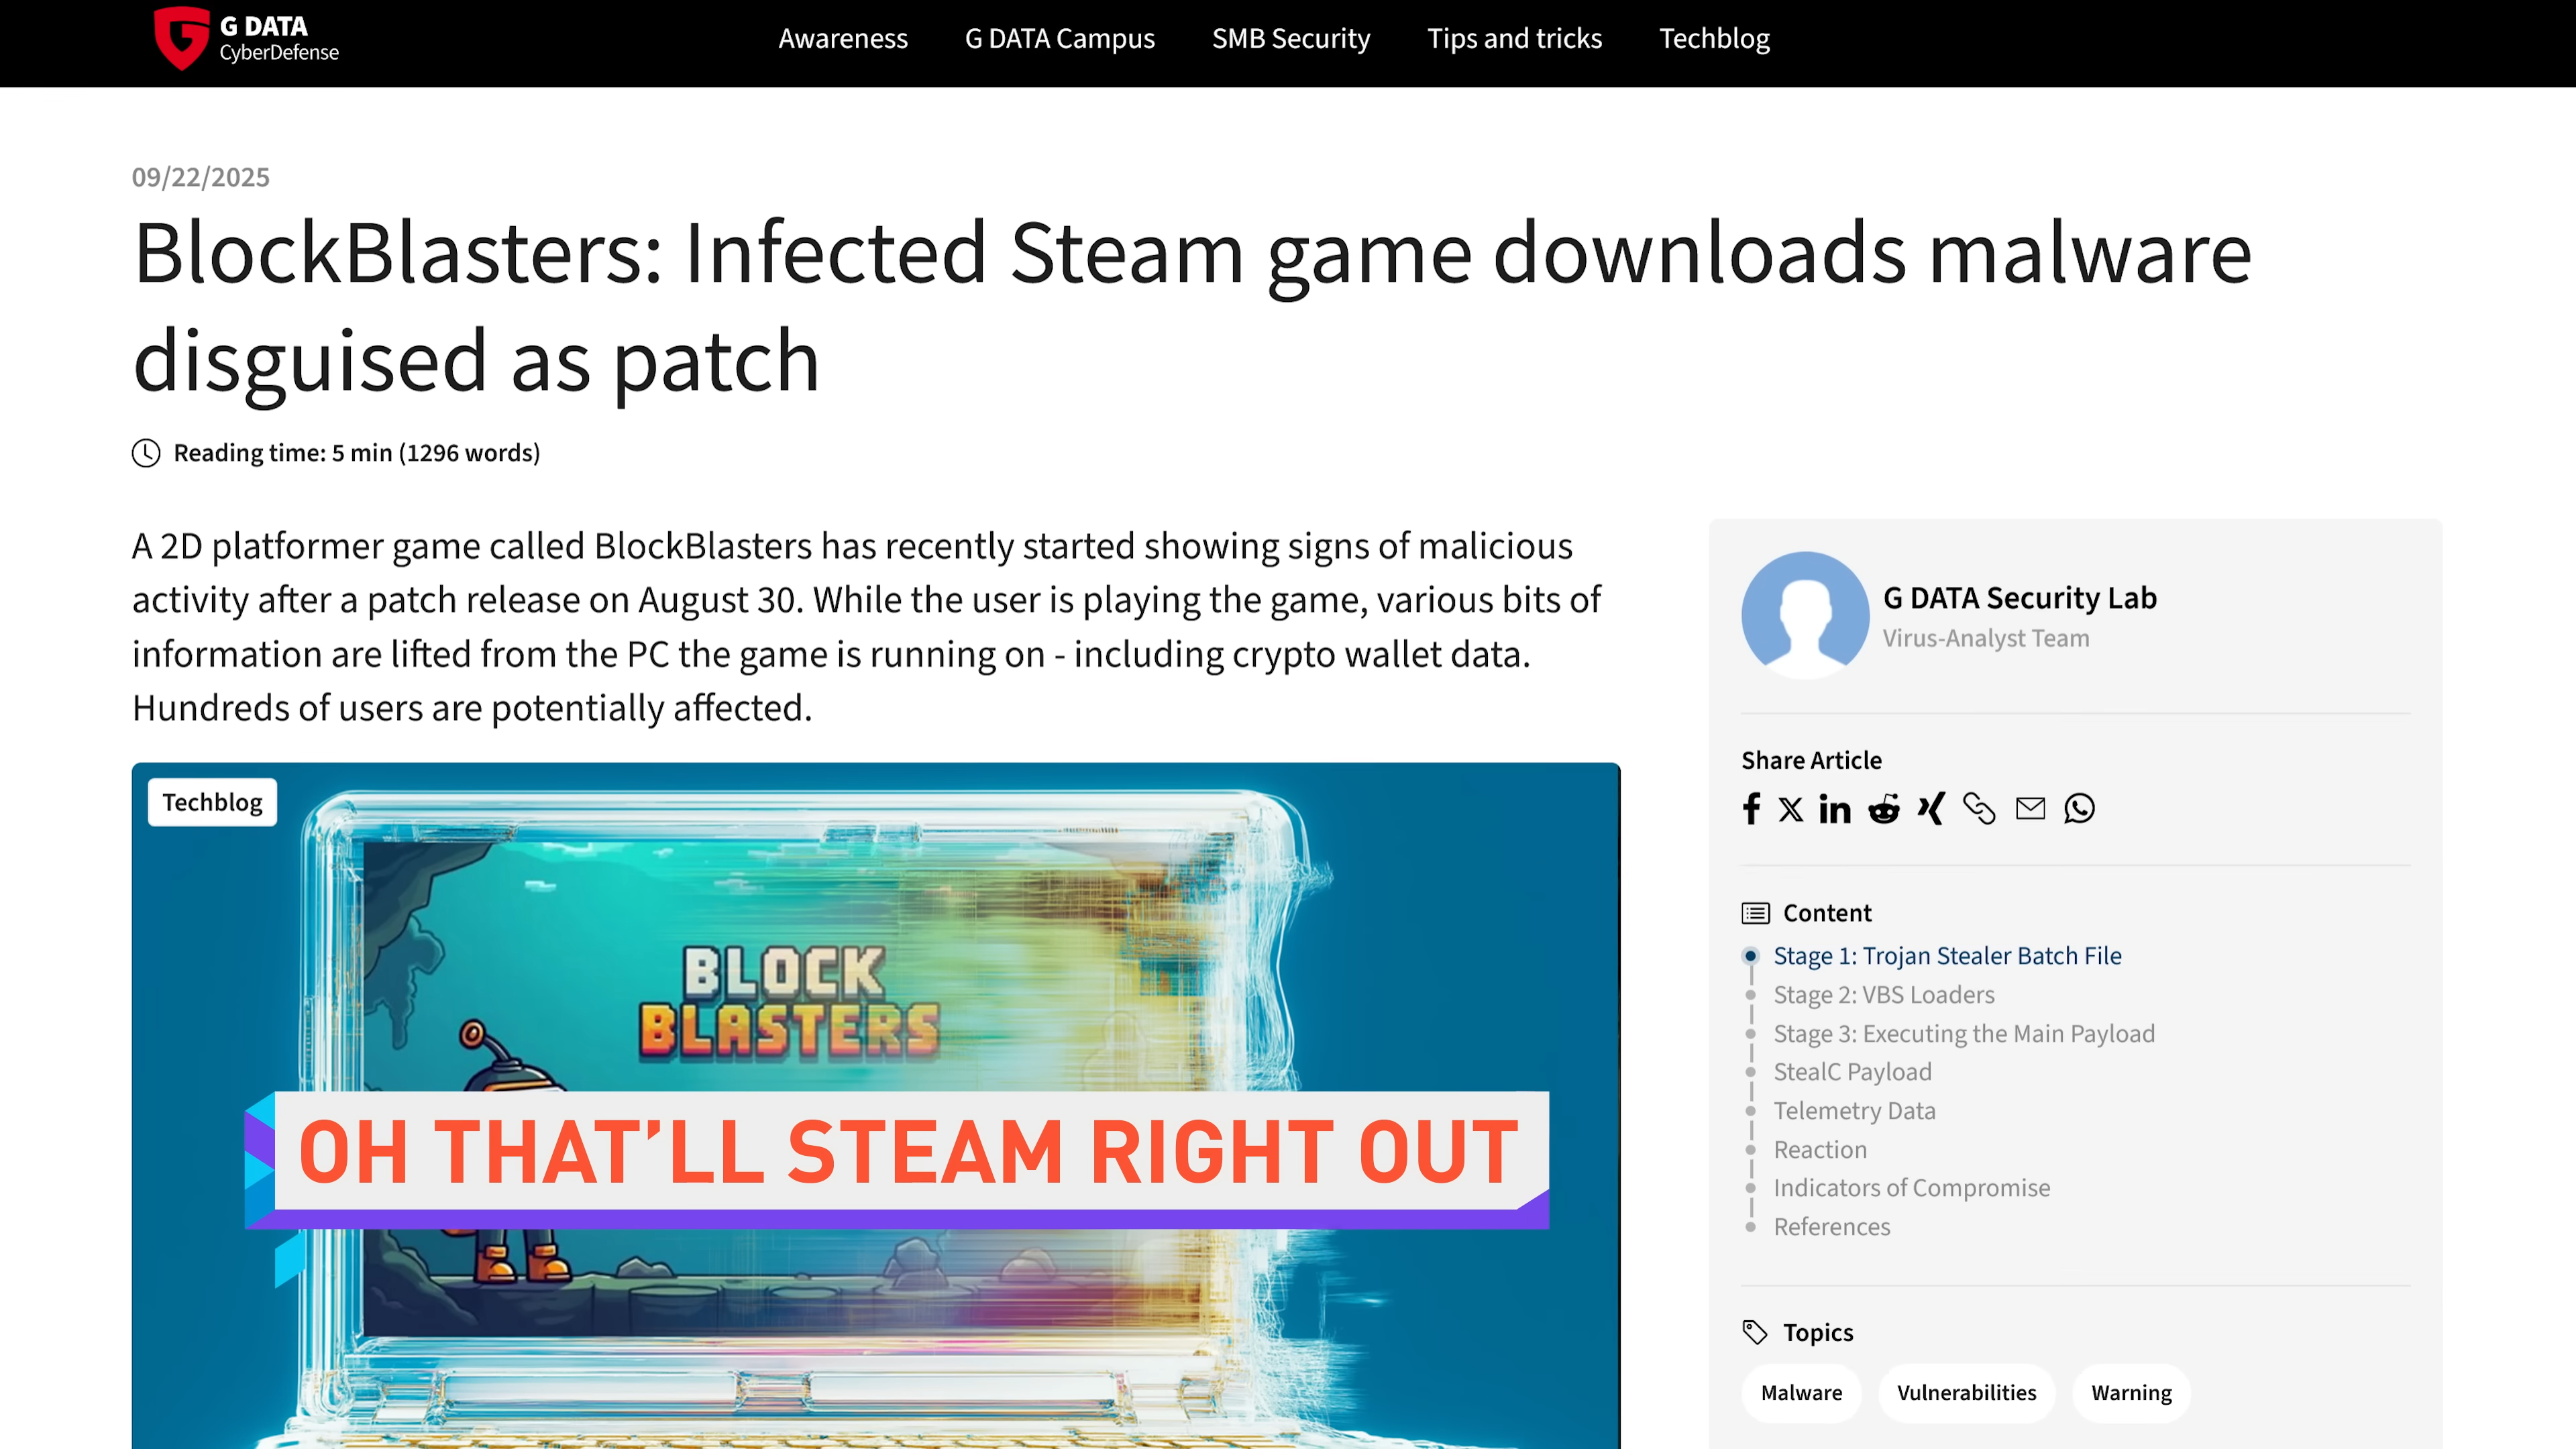 G DATA
CyberDefense
Awareness
G DATA Campus
SMB Security
Tips and tricks
Techblog
09/22/2025
BlockBlasters: Infected Steam game downloads malware
disguised as patch
Reading time: 5 min (1296 words)
A 2D platformer game called BlockBlasters has recently started showing signs of malicious
activity after a patch release on August 30. While the user is playing the game, various bits of
information are lifted from the PC the game is running on - including crypto wallet data.
Hundreds of users are potentially affected.
Techblog
BLOCK
BLASTERS
OH THAT’LL STEAM RIGHT OUT
G DATA Security Lab
Virus-Analyst Team
Share Article
Content
Stage 1: Trojan Stealer Batch File
Stage 2: VBS Loaders
Stage 3: Executing the Main Payload
StealC Payload
Telemetry Data
Reaction
Indicators of Compromise
References
Topics
Malware
Vulnerabilities
Warning